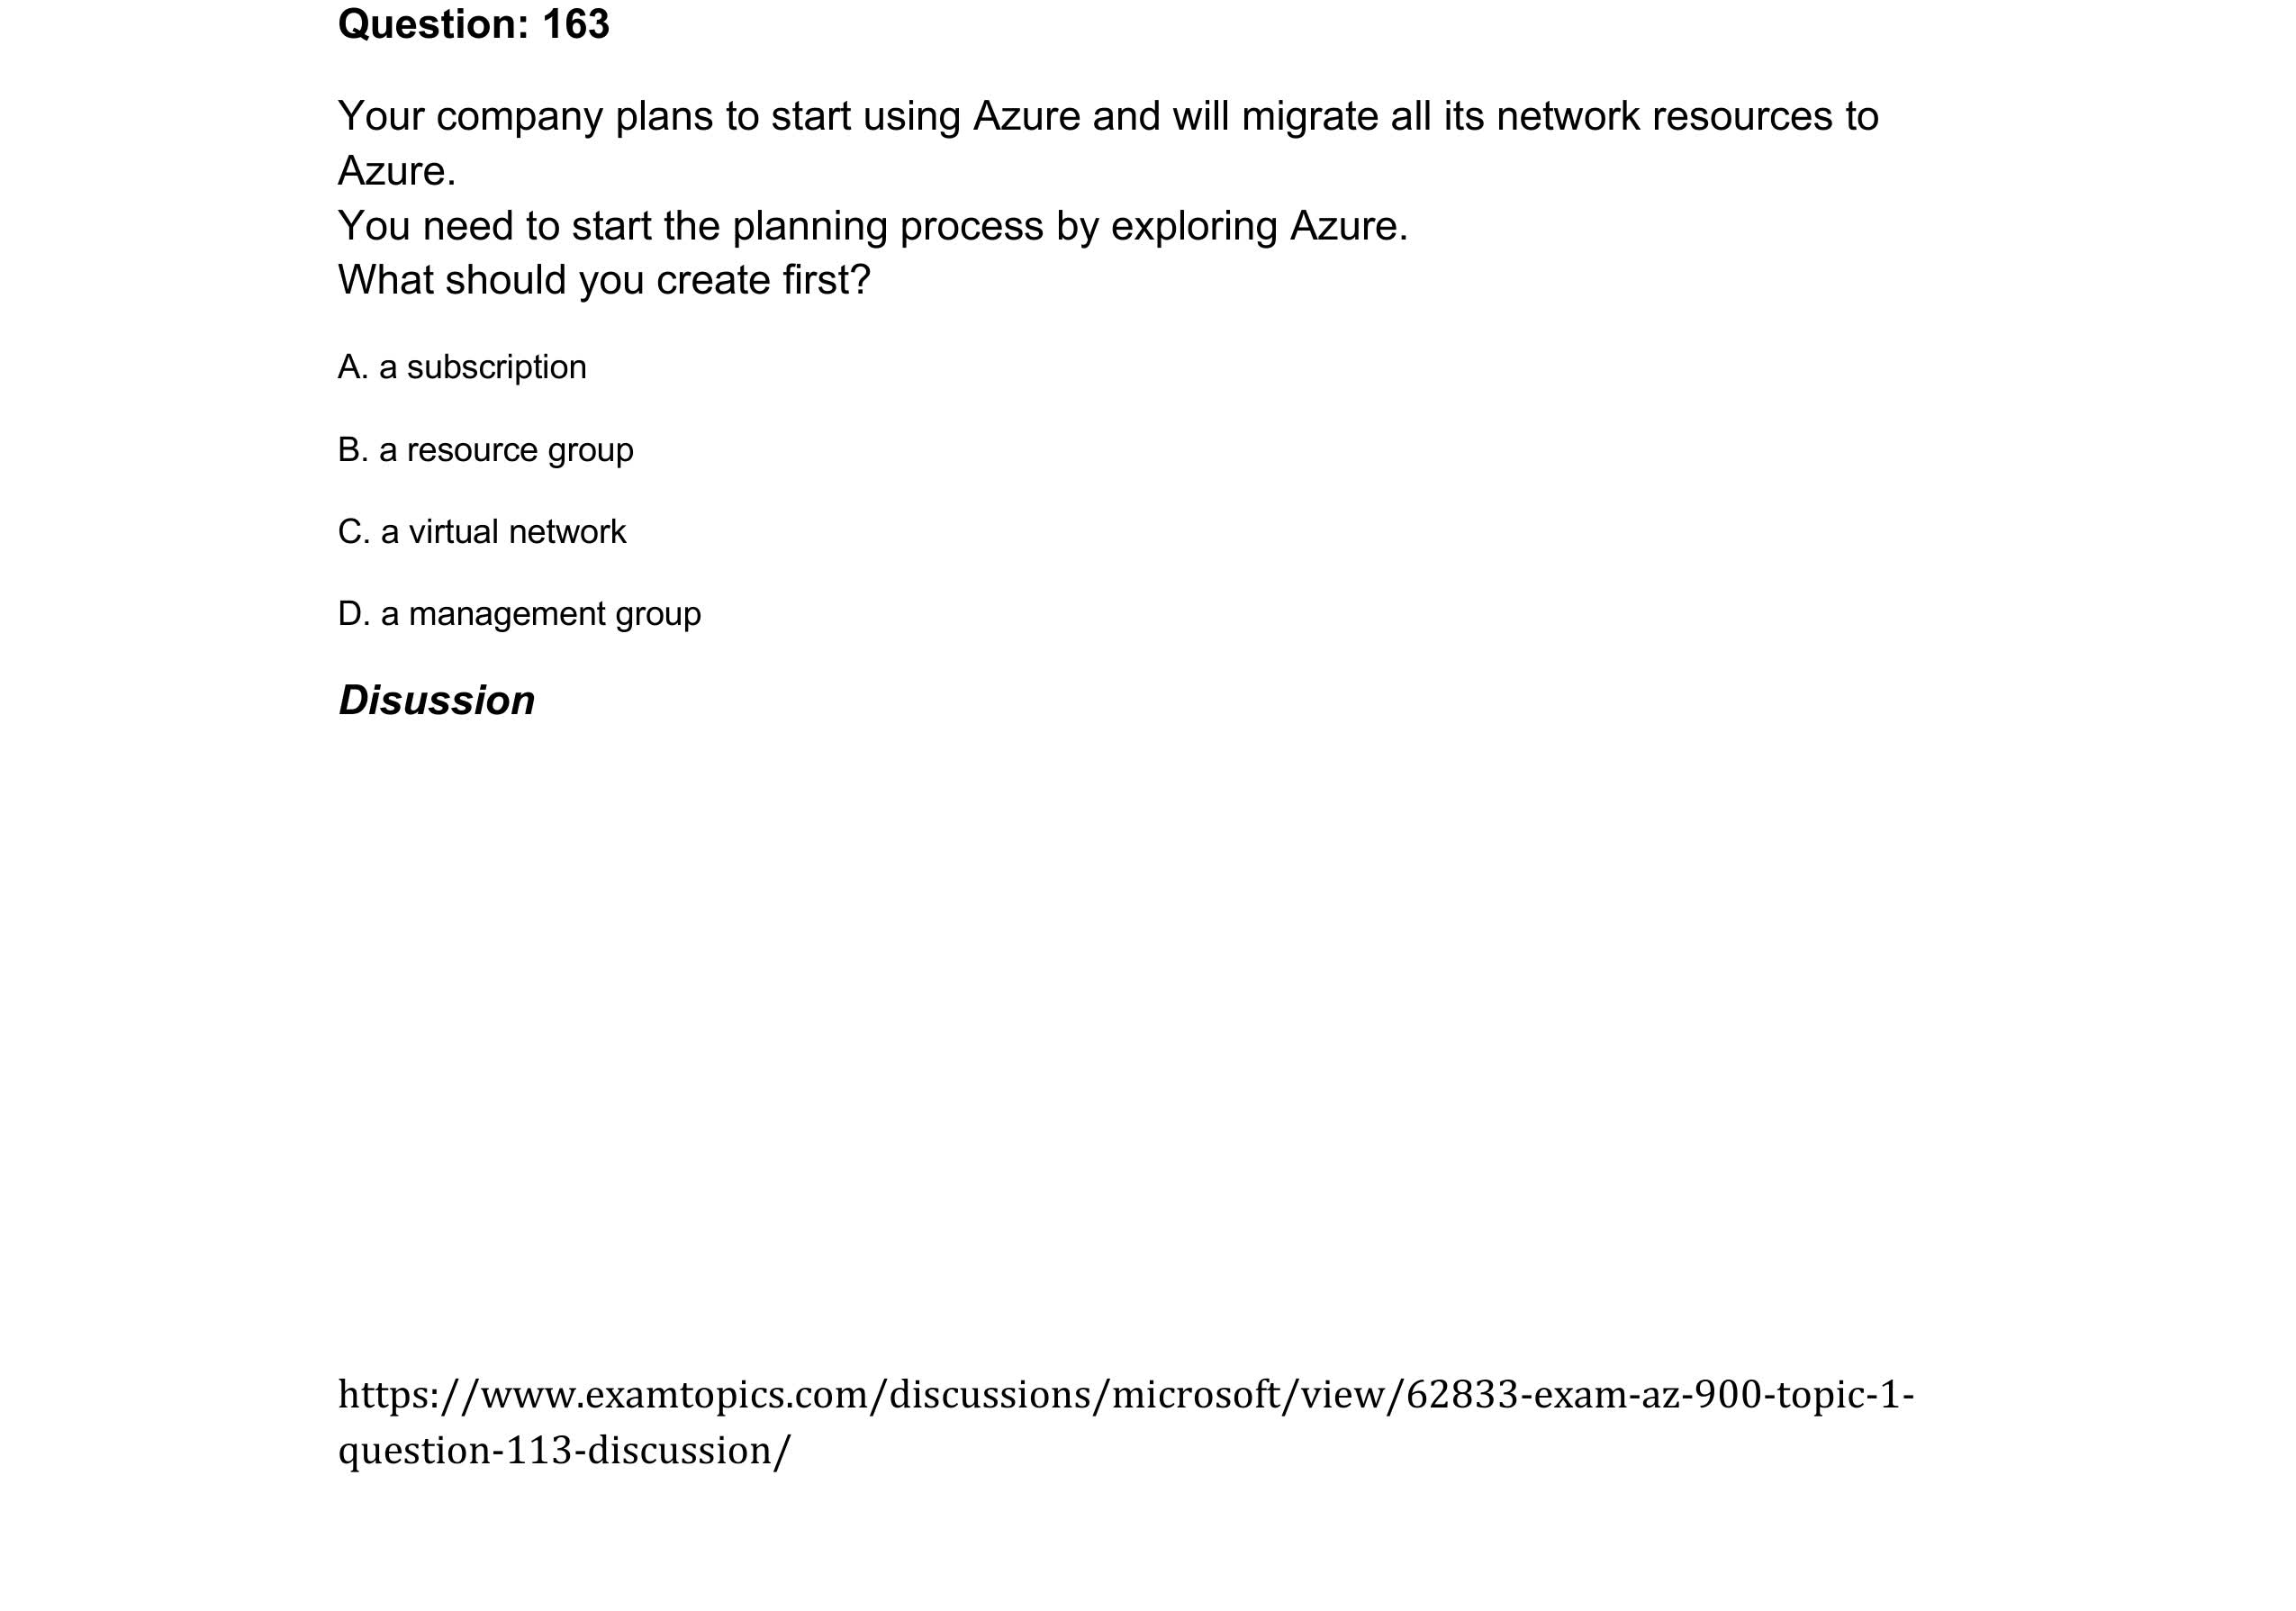 Question: 163
Your company plans to start using Azure and will migrate all its network resources to
Azure.
You need to start the planning process by exploring Azure.
What should you create first?
A. a subscription
B. a resource group
C. a virtual network
D. a management group
Disussion
https://www.examtopics.com/discussions/microsoft/view/62833-exam-az-900-topic-1-
question-113-discussion/